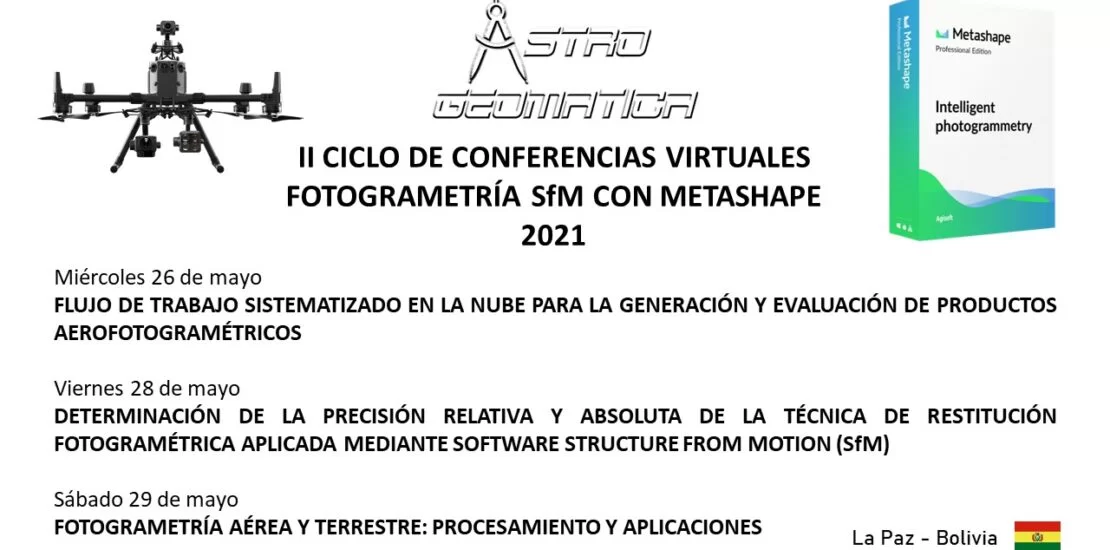 ASTRO
GEOMATICA
Metashape
Professional Edition
Metashape
Professional Edition
Intelligent
photogrammetry
Agisoft
II CICLO DE CONFERENCIAS VIRTUALES
FOTOGRAMETRÍA SfM CON METASHAPE
2021
Miércoles 26 de mayo
FLUJO DE TRABAJO SISTEMATIZADO EN LA NUBE PARA LA GENERACIÓN Y EVALUACIÓN DE PRODUCTOS
AEROFOTOGRAMÉTRICOS
Viernes 28 de mayo
DETERMINACIÓN DE LA PRECISIÓN RELATIVA Y ABSOLUTA DE LA TÉCNICA DE RESTITUCIÓN
FOTOGRAMÉTRICA APLICADA MEDIANTE SOFTWARE STRUCTURE FROM MOTION (SfM)
Sábado 29 de mayo
FOTOGRAMETRÍA AÉREA Y TERRESTRE: PROCESAMIENTO Y APLICACIONES
La Paz - Bolivia